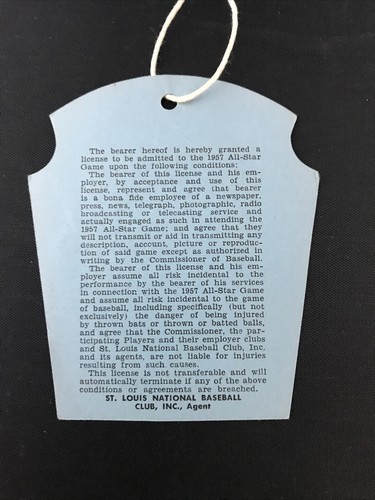 The bearer hereof is hereby granted a
license to be admitted to the 1957 All-Star
Game upon the following conditions:
The bearer of this license and his em-
ployer, by acceptance and use of this
license, represent and agree that bearer
is a bona fide employee of a newspaper,
press, news, telegraph, photographic, radio
broadcasting or telecasting service and
actually engaged as such in attending the
1957 All-Star Game; and agree that they
will not transmit or aid in transmitting any
description, account, picture or reproduc-
tion of said game except as authorized in
writing by the Commissioner of Baseball.
The bearer of this license and his em-
ployer assume all risk incidental to the
performance by the bearer of his services
in connection with the 1957 All-Star Game
and assume all risk incidental to the game
of baseball, including specifically (but not
exclusively) the danger of being injured
by thrown bats or thrown or batted balls,
and agree that the Commissioner, the par-
ticipating Players and their employer clubs
and St. Louis National Baseball Club, Inc.
and its agents, are not liable for injuries
resulting from such causes.
This license is not transferable and will
automatically terminate if any of the above
conditions or agreements are breached.
ST. LOUIS NATIONAL BASEBALL
CLUB, INC., Agent